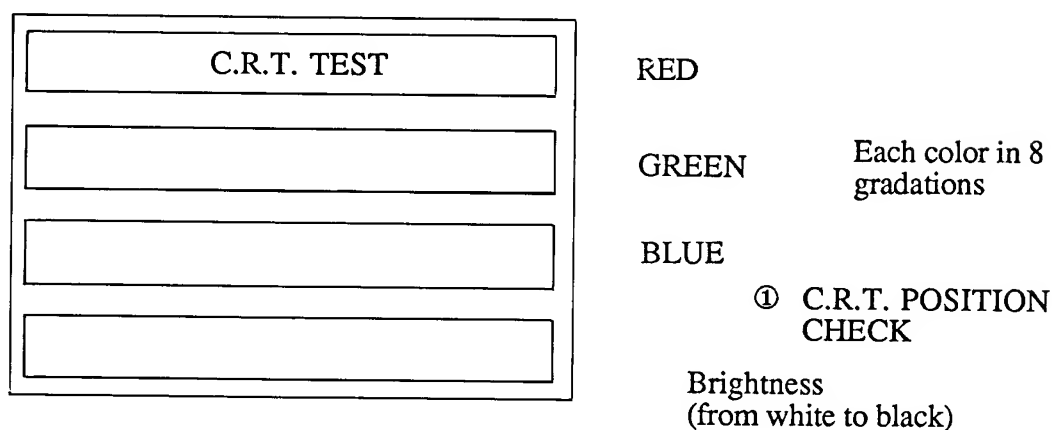 C.R.T. TEST
RED
GREEN
Each color in 8
gradations
BLUE
① C.R.T. POSITION
CHECK
Brightness
(from white to black)